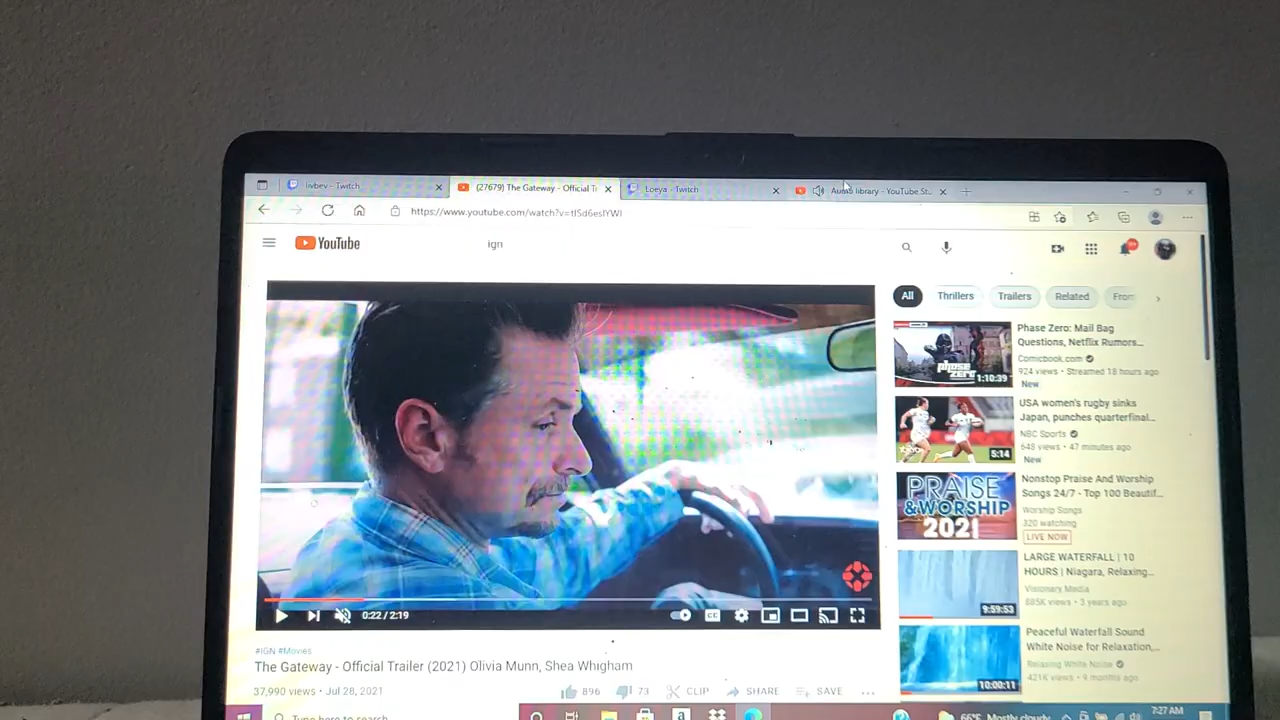 livbev - Twitch
(27679) The Gateway - Official Tr
Loeya - Twitch
Audio library - YouTube St...
https://www.youtube.com/watch?v=
YouTube
ign
All
Thrillers
Trailers
Related
From
Phase Zero: Mail Bag
Questions, Netflix Rumors...
Comicbook.com
924 views • Streamed 18 hours ago
New
1:10:39
phase
zero
USA women's rugby sinks
Japan, punches quarterfinal...
NBC Sports
648 views • 47 minutes ago
New
5:14
PRAISE
&WORSHIP
2021
Nonstop Praise And Worship
Songs 24/7 - Top 100 Beautif...
Worship Songs
320 watching
LIVE NOW
LARGE WATERFALL | 10
HOURS | Niagara, Relaxing...
Visionary Media
885K views • 3 years ago
9:59:53
Peaceful Waterfall Sound
White Noise for Relaxation,...
Relaxing White Noise
421K views • 9 months ago
10:00:11
0:22 / 2:19
CC
#IGN #Movies
The Gateway - Official Trailer (2021) Olivia Munn, Shea Whigham
37,990 views • Jul 28, 2021
896
73
CLIP
SHARE
SAVE
Type here to search
66°F Mostly cloudy
7:27 AM